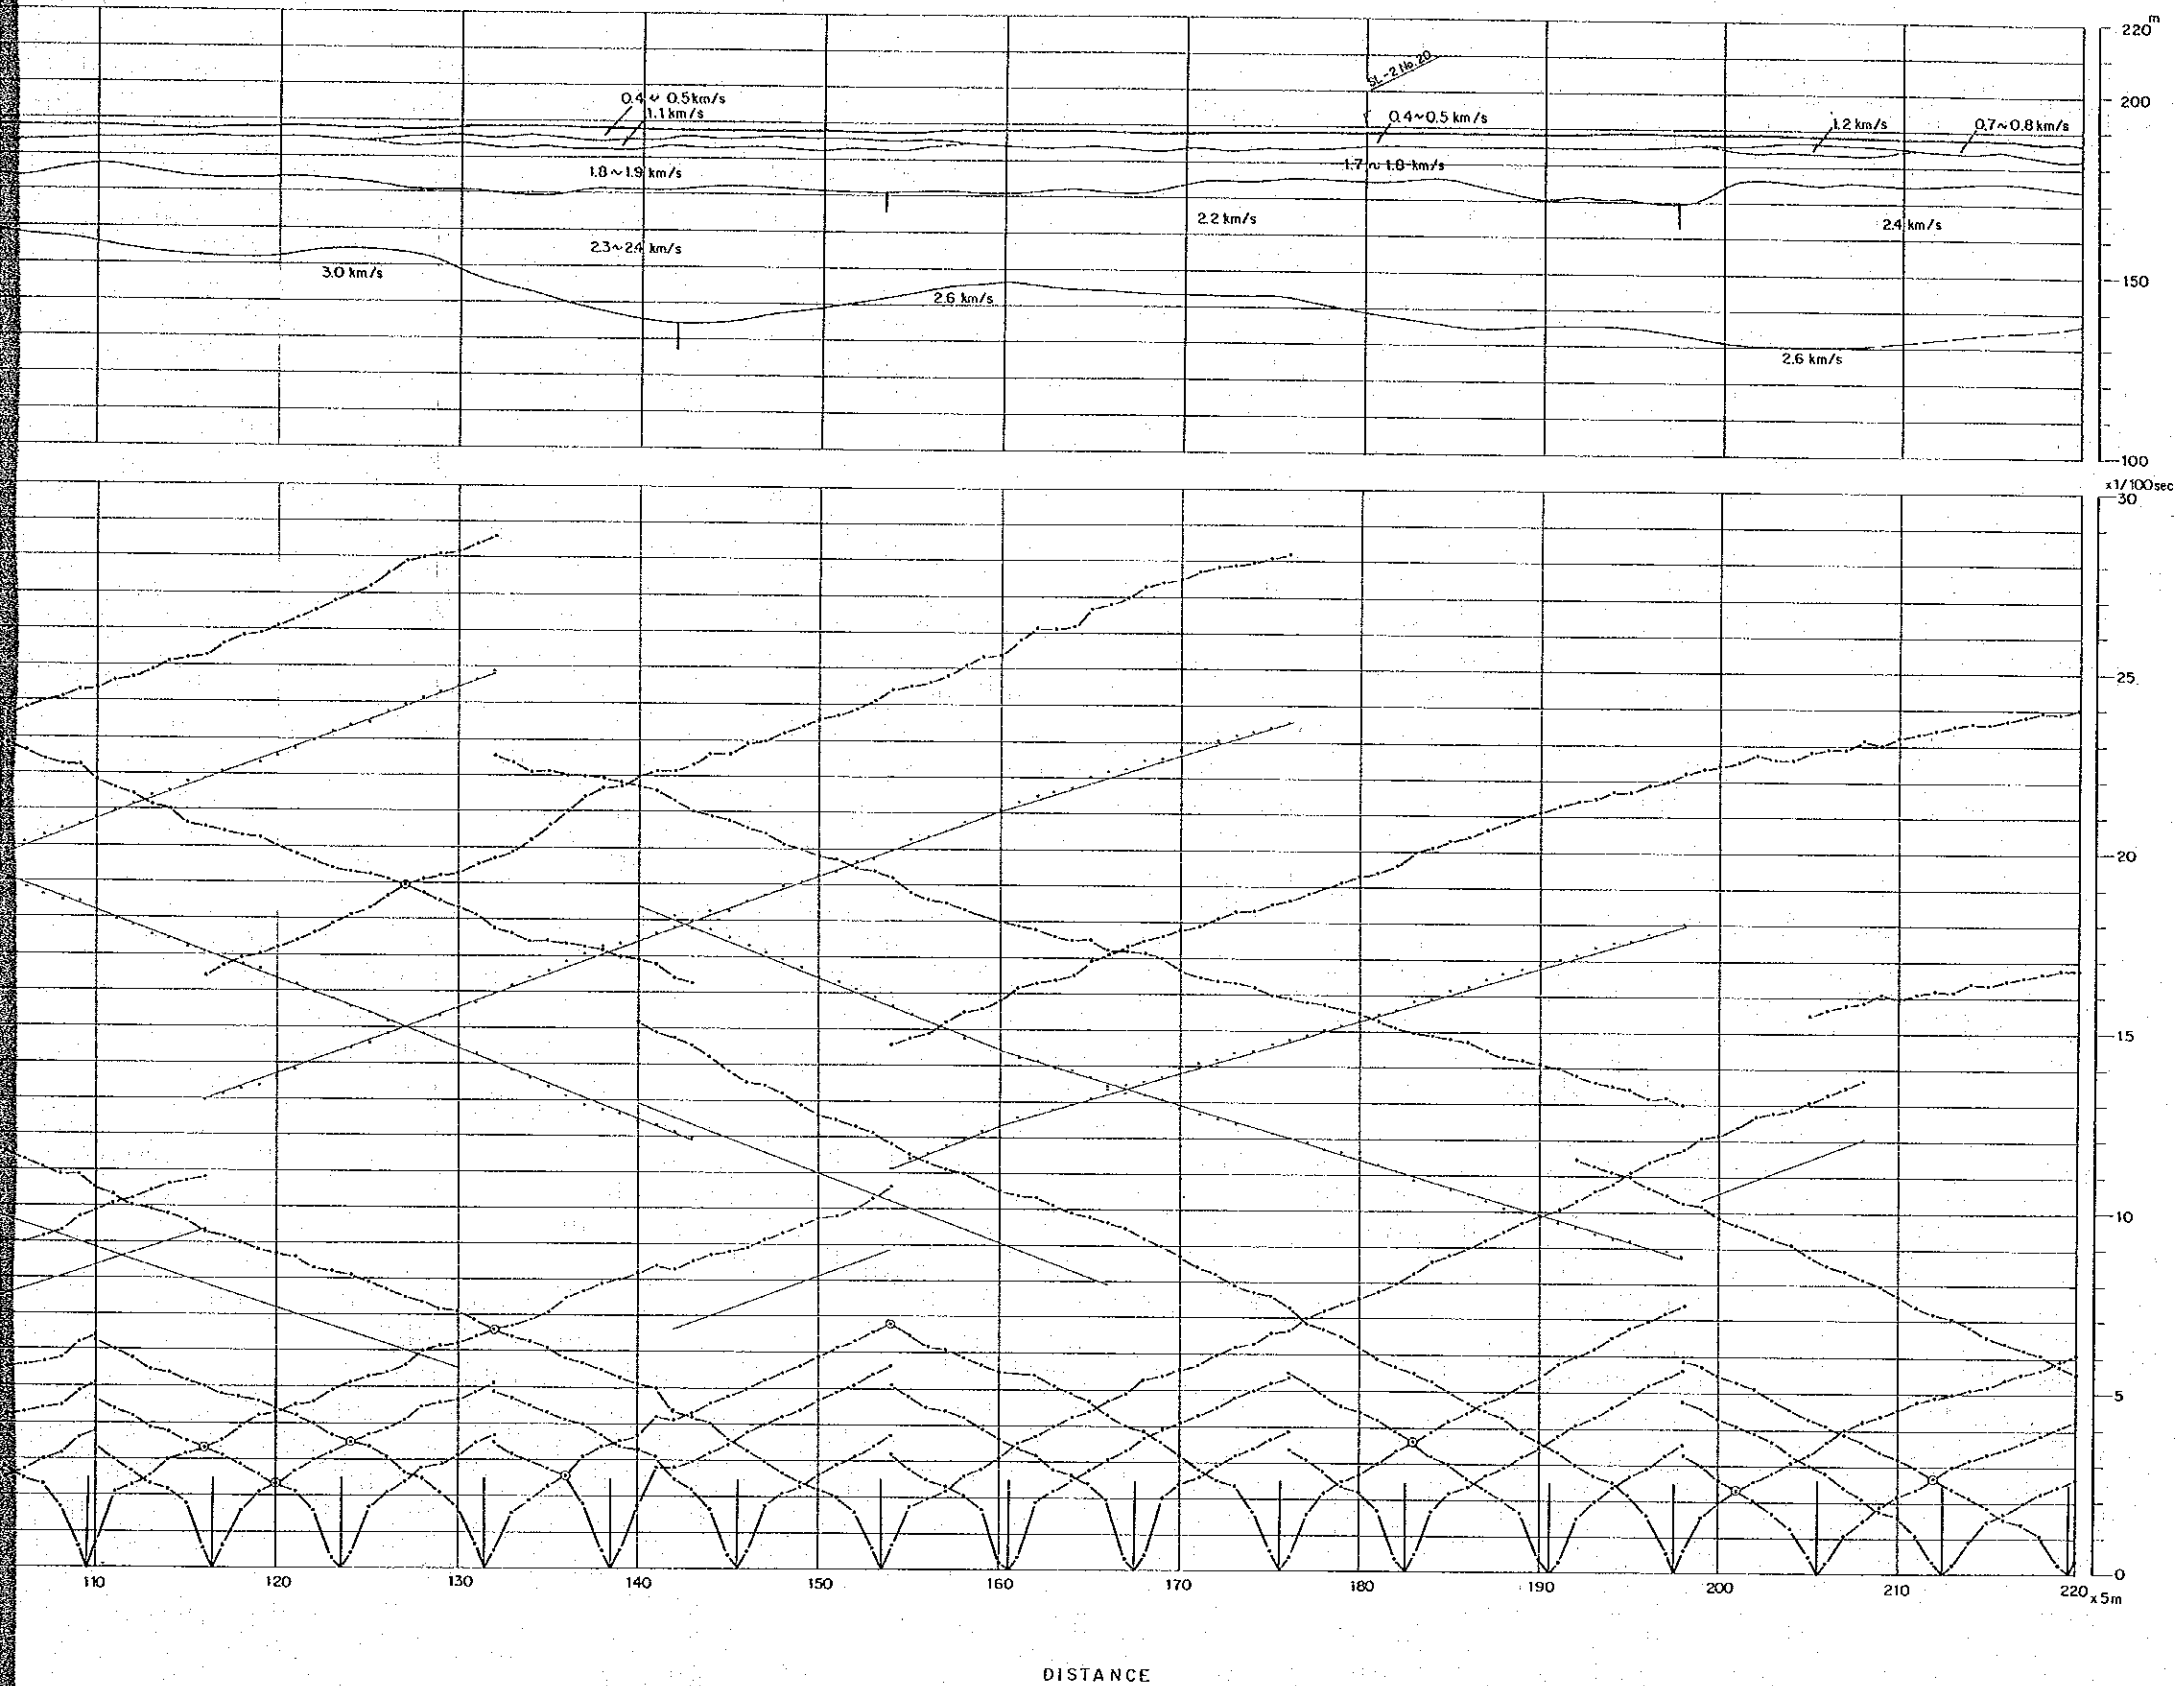 220 m
SL-2 No.20
200
0.4 ~ 0.5km/s
1.1 km/s
0.4~0.5 km/s
1.2 km/s
0.7~0.8 km/s
1.8~1.9 km/s
1.7~1.8 km/s
2.2 km/s
2.4 km/s
2.3~2.4 km/s
3.0 km/s
150
2.6 km/s
2.6 km/s
100
x1/100sec
30
25
20
15
10
5
0
110 120 130 140 150 160 170 180 190 200 210 220 x5m
DISTANCE